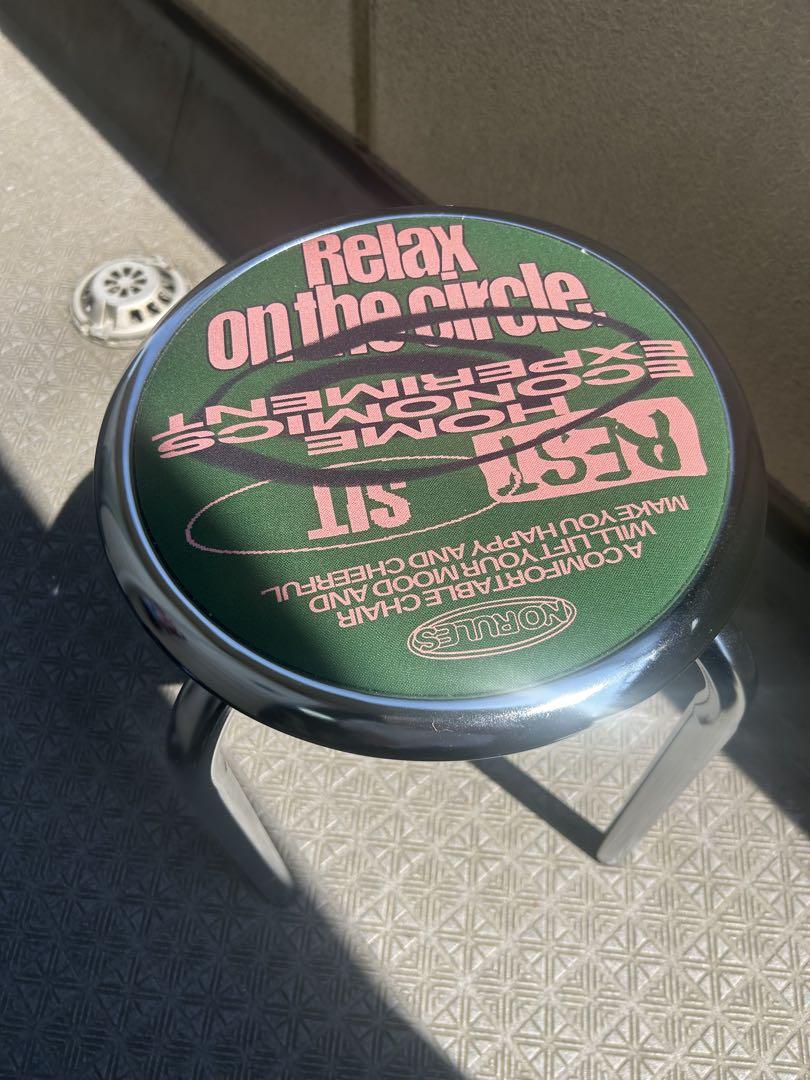 Relax
on the circle.
NORULES
A COMFORTABLE CHAIR
WILL LIFT YOUR MOOD AND
MAKE YOU HAPPY AND CHEERFUL
REST
SIT
HOME
ECONOMICS
EXPERIMENT